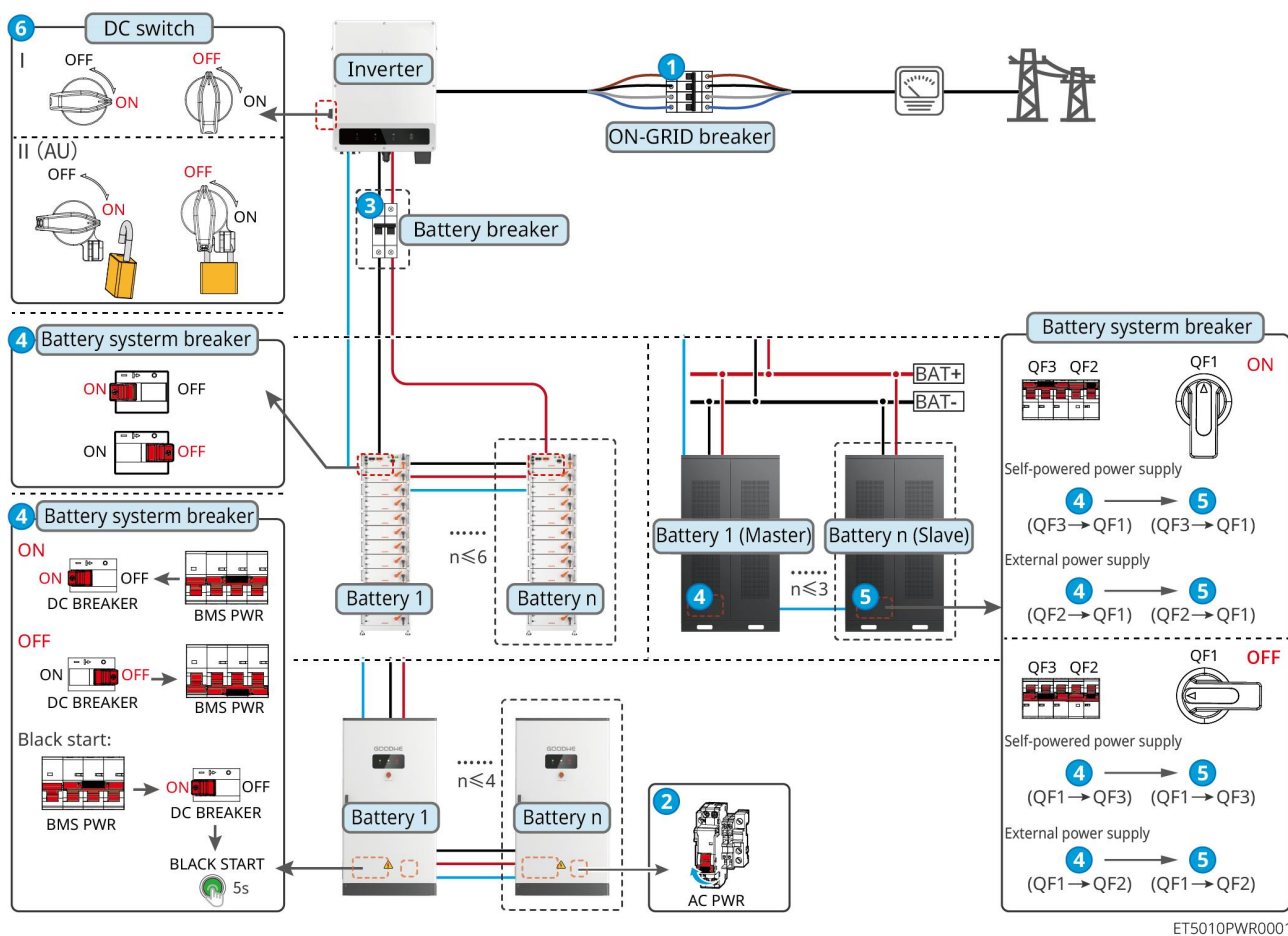 6
DC switch
I
OFF
ON
OFF
ON
II (AU)
OFF
ON
OFF
ON
Inverter
1
ON-GRID breaker
3
Battery breaker
4
Battery systerm breaker
ON
OFF
ON
OFF
4
Battery systerm breaker
ON
ON
OFF
DC BREAKER
BMS PWR
OFF
ON
OFF
DC BREAKER
BMS PWR
Black start:
BMS PWR
ON
OFF
DC BREAKER
BLACK START
5s
Battery 1
......
n≤6
Battery n
BAT+
BAT-
Battery 1 (Master)
4
......
n≤3
Battery n (Slave)
5
GOODWE
Battery 1
......
n≤4
GOODWE
Battery n
2
AC PWR
Battery systerm breaker
QF3 QF2
QF1
ON
Self-powered power supply
4 → 5
(QF3→QF1) (QF3→QF1)
External power supply
4 → 5
(QF2→QF1) (QF2→QF1)
QF3 QF2
QF1
OFF
Self-powered power supply
4 → 5
(QF1→QF3) (QF1→QF3)
External power supply
4 → 5
(QF1→QF2) (QF1→QF2)
ET5010PWR0001